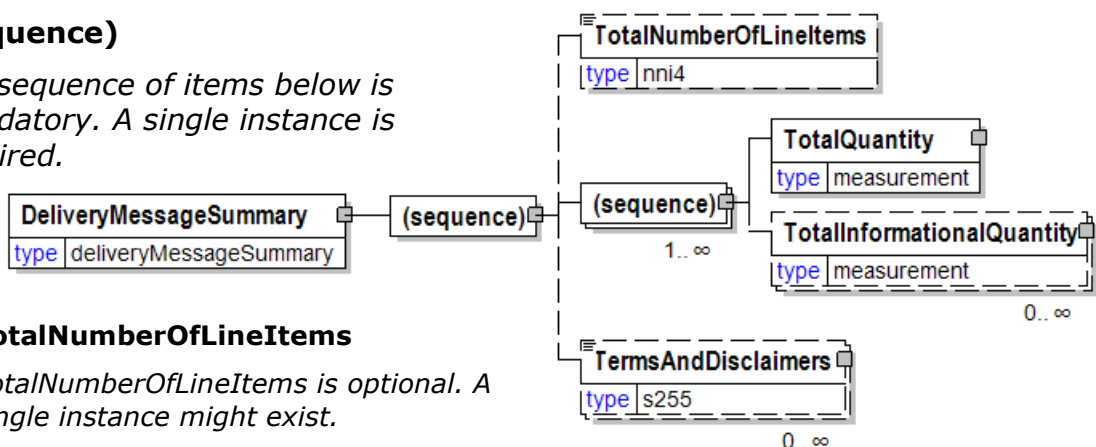 quence)
sequence of items below is
datory. A single instance is
ired.
DeliveryMessageSummary
type deliveryMessageSummary
(sequence)
TotalNumberOfLineItems
type nni4
(sequence)
1.. ∞
TotalQuantity
type measurement
TotalInformationalQuantity
type measurement
0.. ∞
TermsAndDisclaimers
type s255
0.. ∞
otalNumberOfLineItems
otalNumberOfLineItems is optional. A
ngle instance might exist.